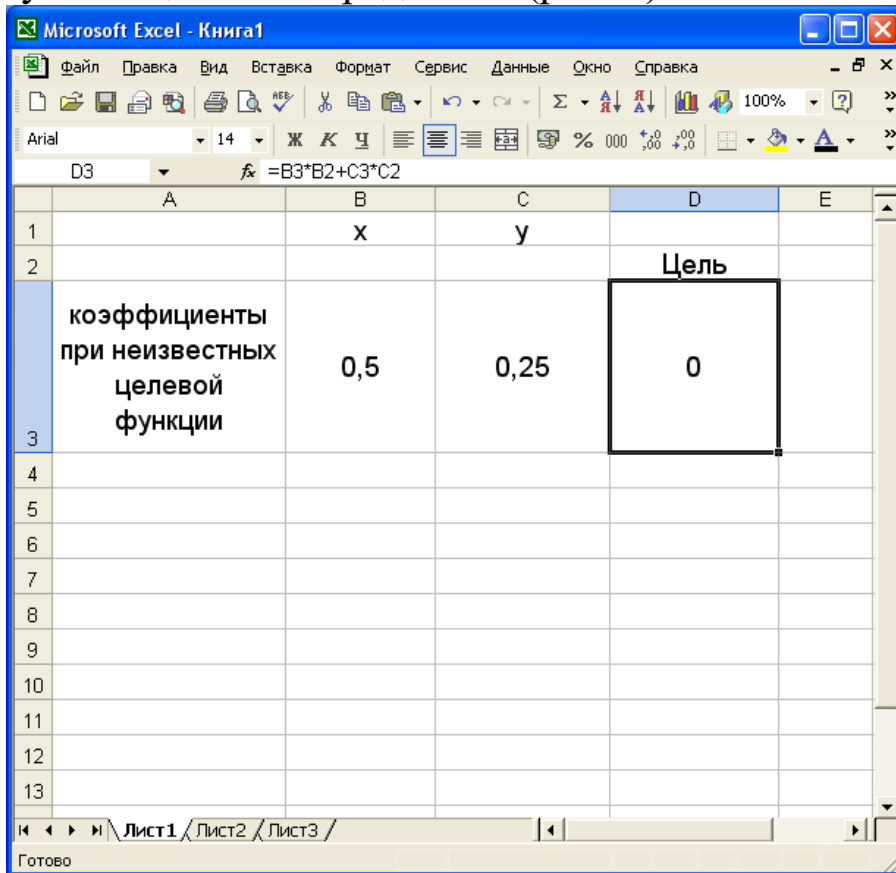 Microsoft Excel - Книга1
Файл Правка Вид Вставка Формат Сервис Данные Окно Справка
100%
Arial 14 Ж К Ч % 000
D3 fx =B3*B2+C3*C2
A B C D E
1 x y
2 Цель
3 коэффициенты
при неизвестных
целевой
функции
0,5 0,25 0
4
5
6
7
8
9
10
11
12
13
Лист1 Лист2 Лист3
Готово